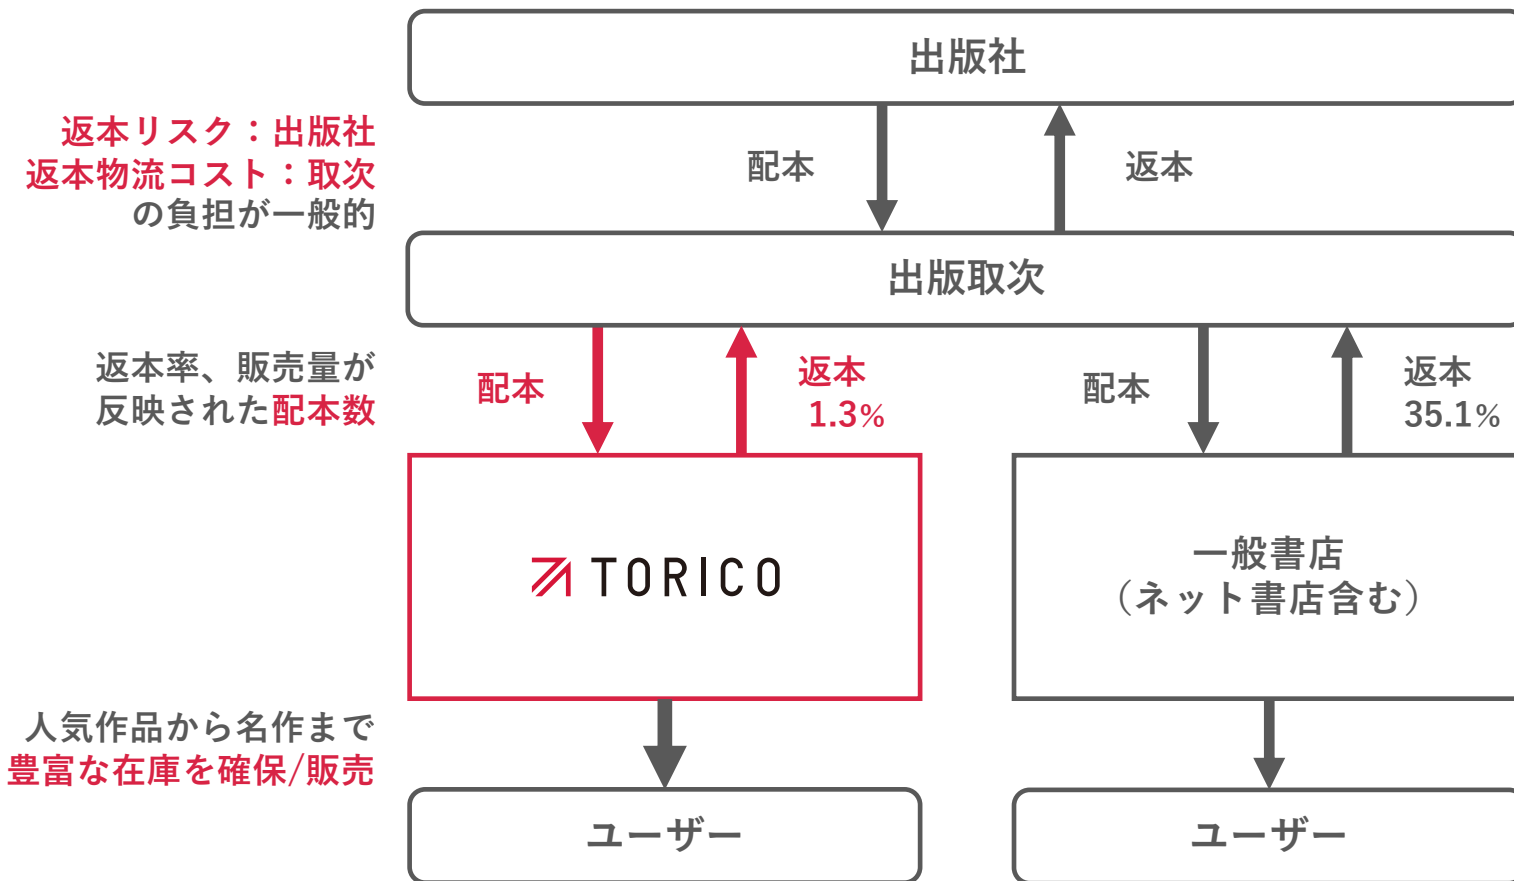 出版社
返本リスク：出版社
返本物流コスト：取次
の負担が一般的
配本
返本
出版取次
返本率、販売量が
反映された配本数
配本
返本
1.3%
配本
返本
35.1%
TORICO
一般書店
（ネット書店含む）
人気作品から名作まで
豊富な在庫を確保/販売
ユーザー
ユーザー